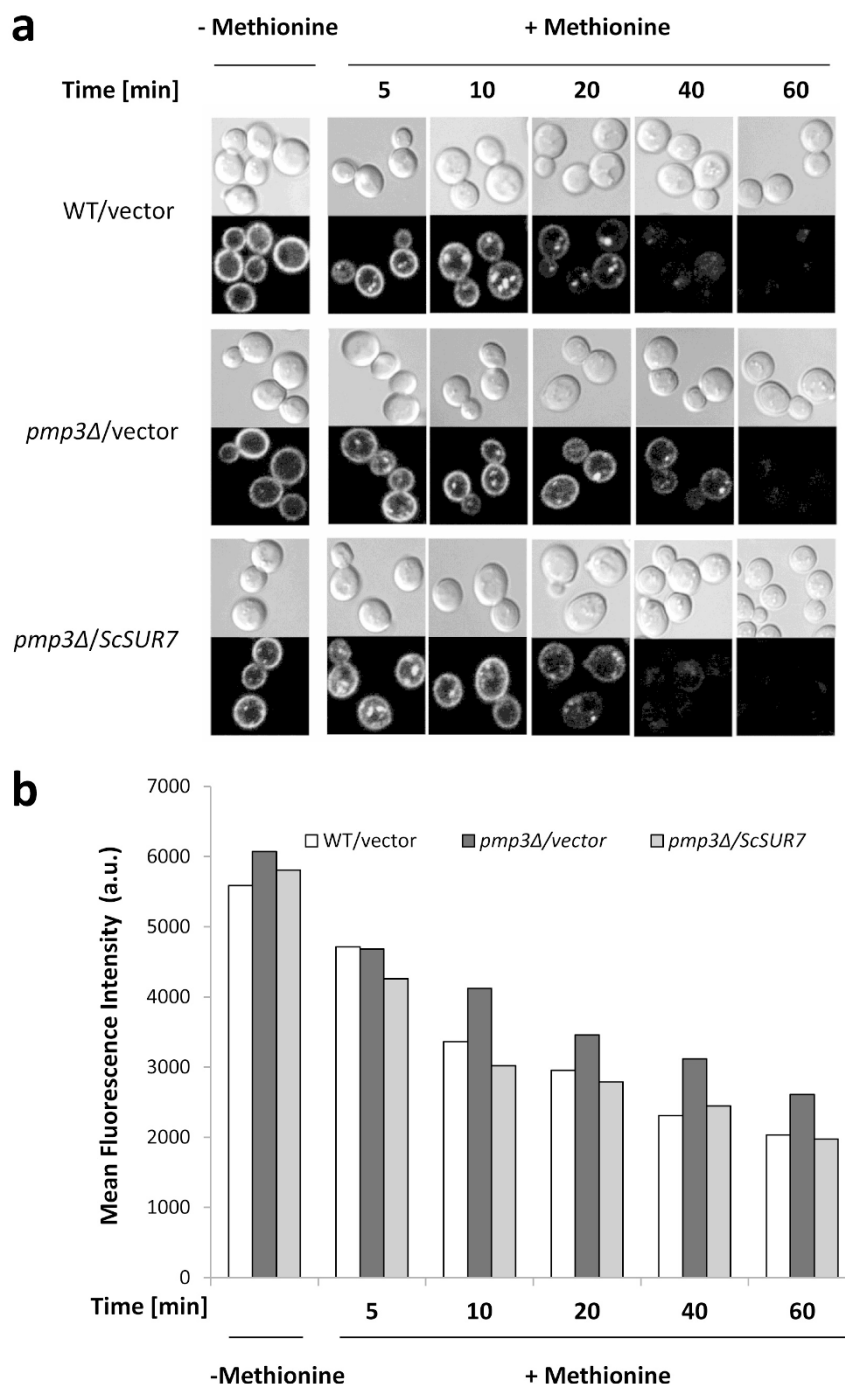 a
- Methionine + Methionine
Time [min] 5 10 20 40 60
WT/vector
pmp3Δ/vector
pmp3Δ/ScSUR7
b
Mean Fluorescence Intensity (a.u.)
7000
6000
5000
4000
3000
2000
1000
0
WT/vector pmp3Δ/vector pmp3Δ/ScSUR7
Time [min] 5 10 20 40 60
-Methionine + Methionine